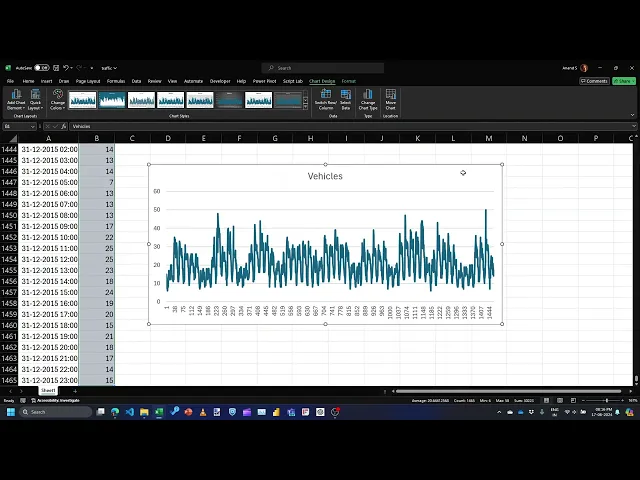 AutoSave Off traffic Search Anand S
File Home Insert Draw Page Layout Formulas Data Review View Automate Developer Help Power Pivot Script Lab Chart Design Format Comments Share
Add Chart Element Quick Layout Change Colors Switch Row/Column Select Data Change Chart Type Move Chart
Chart Layouts Chart Styles Data Type Location
B1 fx Vehicles
A B C D E F G H I J K L M N O P
1444 31-12-2015 02:00 14
1445 31-12-2015 03:00 13
1446 31-12-2015 04:00 14
1447 31-12-2015 05:00 7
1448 31-12-2015 06:00 13
1449 31-12-2015 07:00 13
1450 31-12-2015 08:00 13
1451 31-12-2015 09:00 17
1452 31-12-2015 10:00 22
1453 31-12-2015 11:00 25
1454 31-12-2015 12:00 25
1455 31-12-2015 13:00 23
1456 31-12-2015 14:00 18
1457 31-12-2015 15:00 24
1458 31-12-2015 16:00 19
1459 31-12-2015 17:00 20
1460 31-12-2015 18:00 15
1461 31-12-2015 19:00 14
1462 31-12-2015 20:00 18
1463 31-12-2015 21:00 17
1464 31-12-2015 22:00 14
1465 31-12-2015 23:00 15
Vehicles
60
50
40
30
20
10
0
1 38 75 112 149 186 223 260 297 334 371 408 445 482 519 556 593 630 667 704 741 778 815 852 889 926 963 1000 1037 1074 1111 1148 1185 1222 1259 1296 1333 1370 1407 1444
Sheet1
Ready Accessibility: Investigate
Search
ENG
IN
08:16 PM
17-06-2024